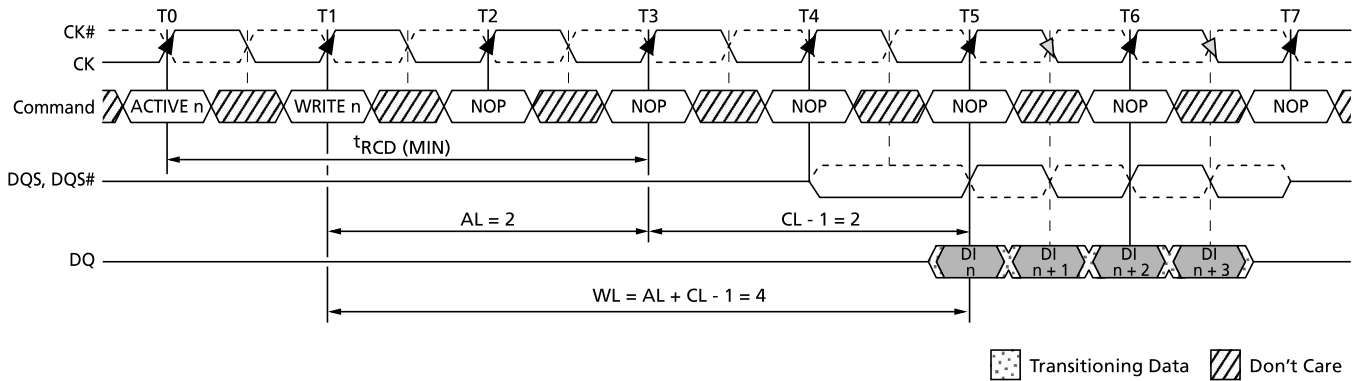 T0 T1 T2 T3 T4 T5 T6 T7
CK#
CK
Command ACTIVE n WRITE n NOP NOP NOP NOP NOP NOP
tRCD (MIN)
DQS, DQS#
AL = 2 CL - 1 = 2
DQ DI n DI n + 1 DI n + 2 DI n + 3
WL = AL + CL - 1 = 4
Transitioning Data Don't Care